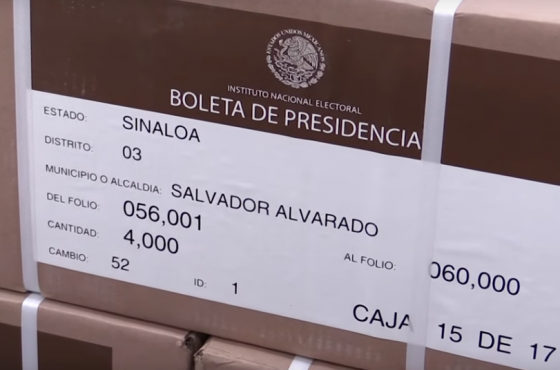 ESTADOS UNIDOS MEXICANOS
INSTITUTO NACIONAL ELECTORAL
BOLETA DE PRESIDENCIA
ESTADO: SINALOA
DISTRITO: 03
MUNICIPIO O ALCALDIA: SALVADOR ALVARADO
DEL FOLIO: 056,001 AL FOLIO: 060,000
CANTIDAD: 4,000
CAMBIO: 52 ID: 1
CAJA 15 DE 17